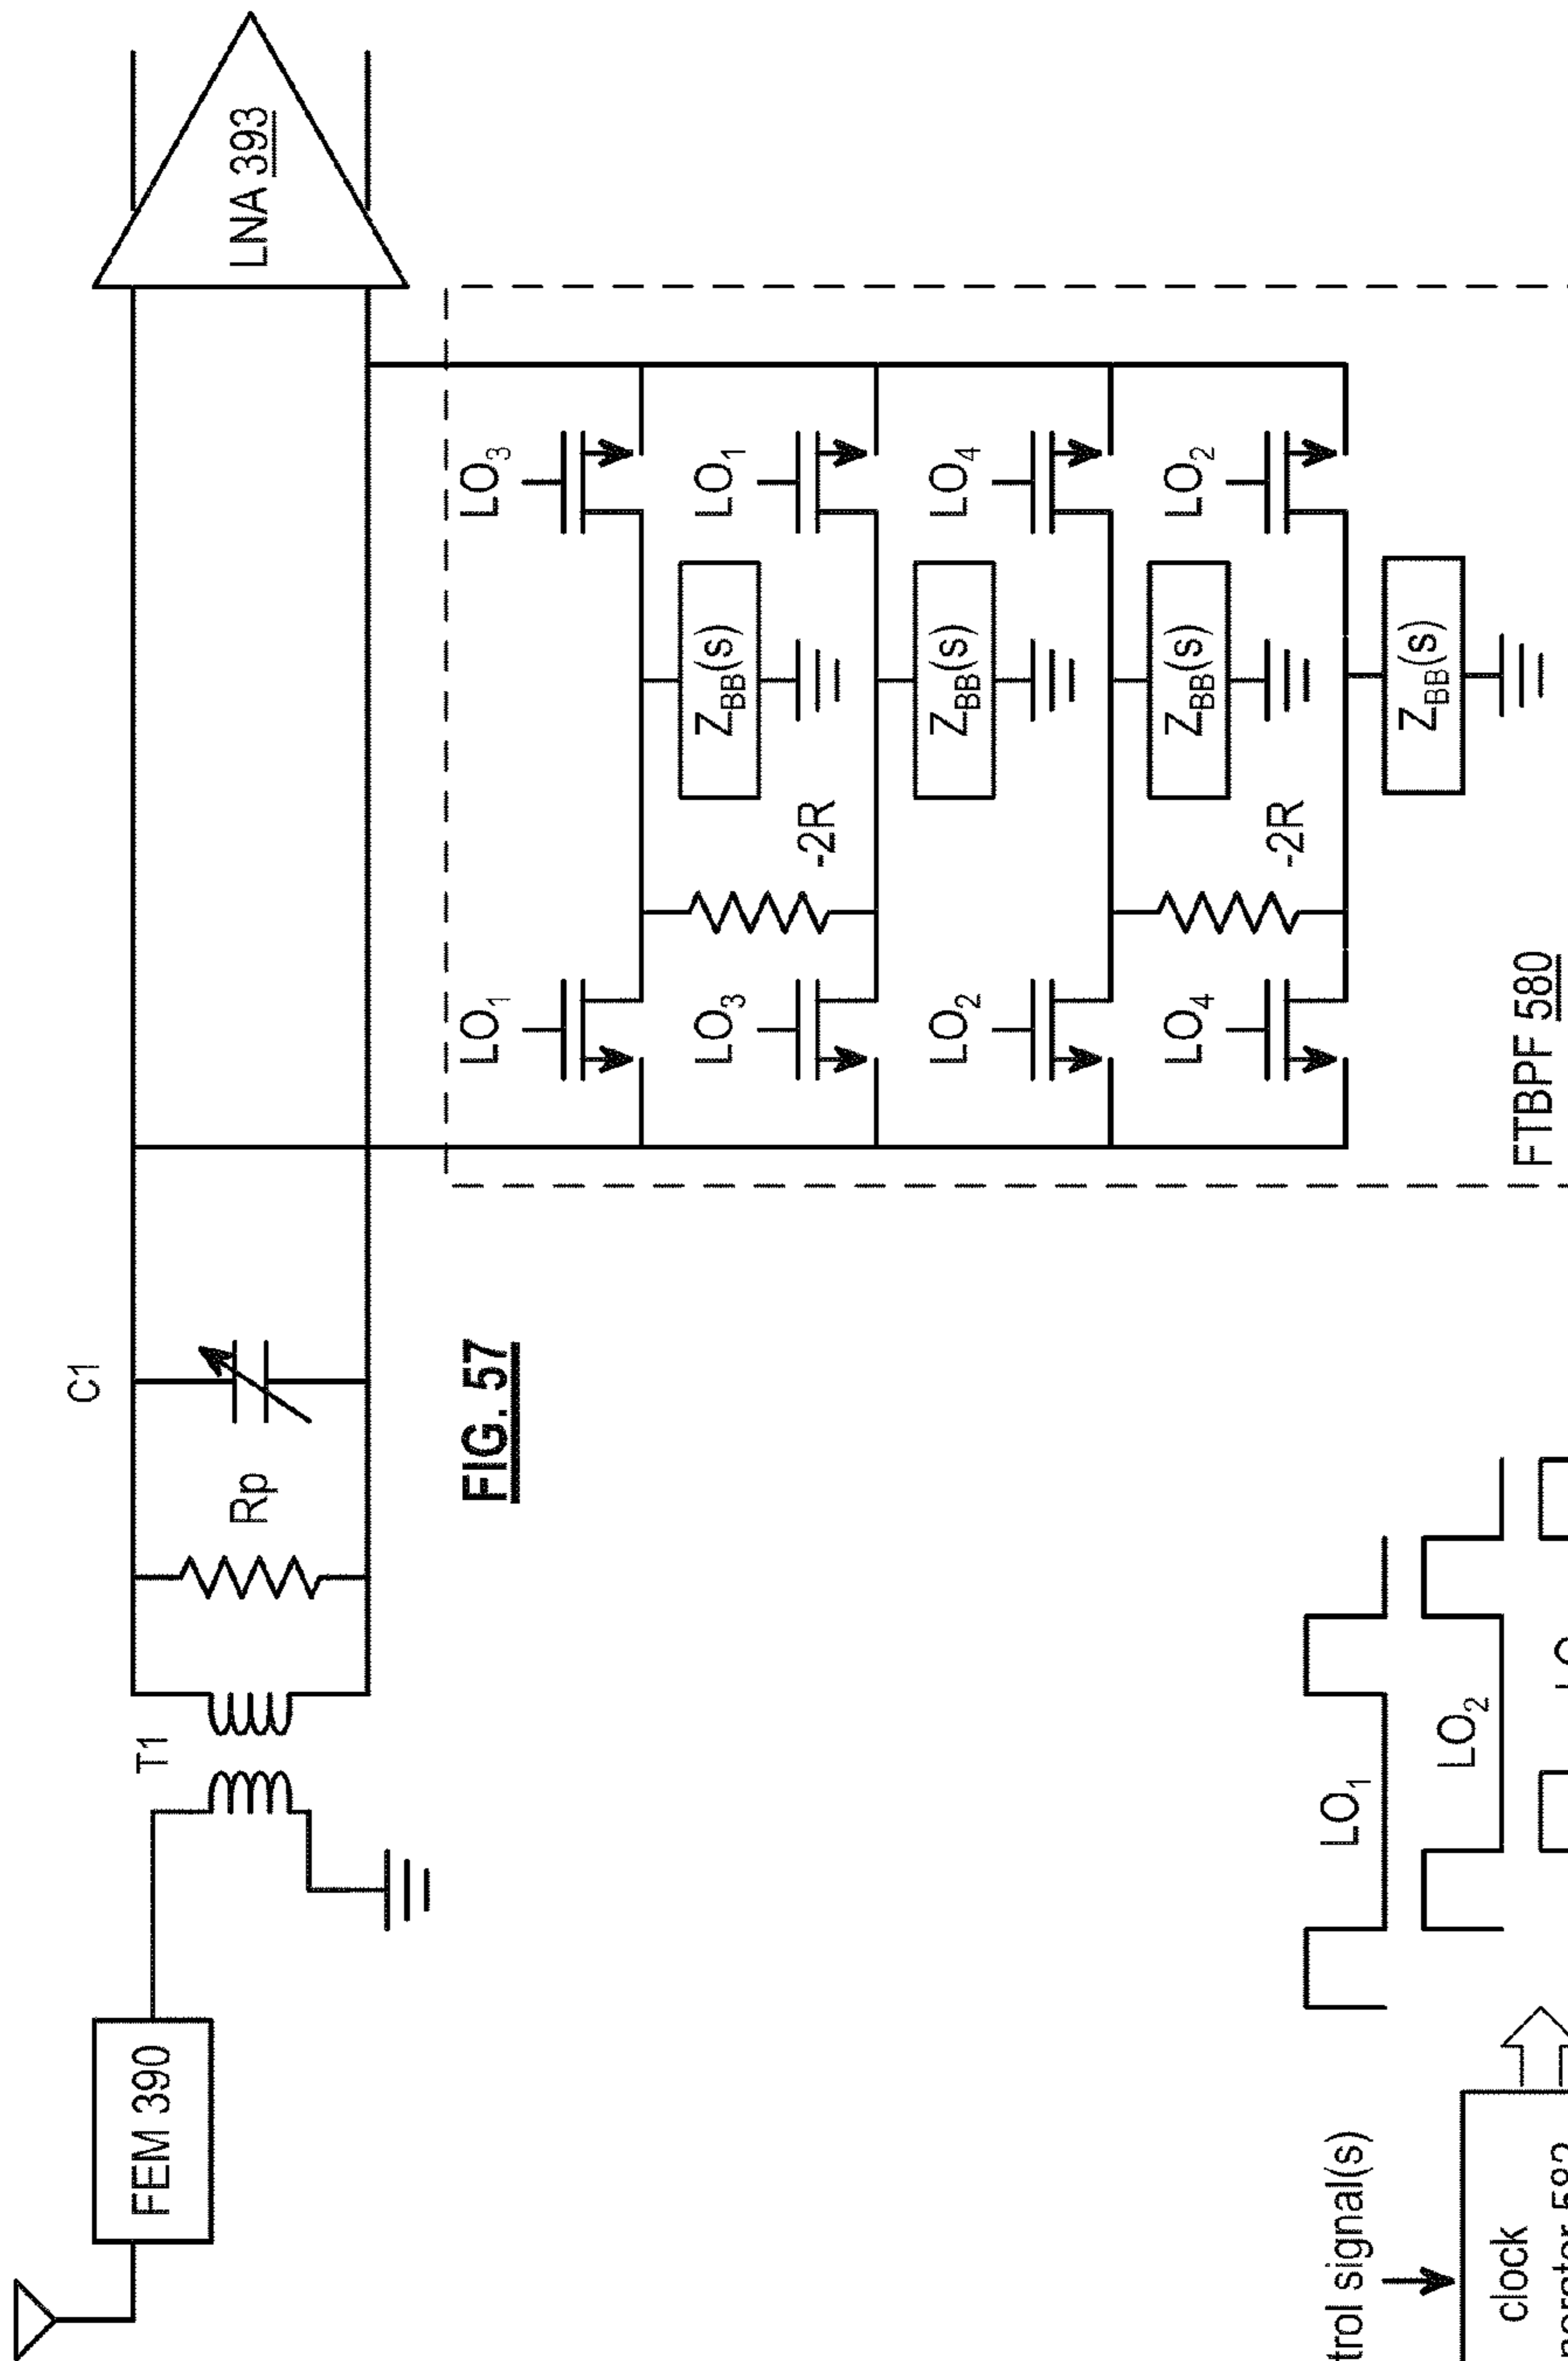 C1
LNA 393
T1
Rp
FEM 390
FIG. 57
LO1
LO3
LO3
LO1
ZBB(s)
-2R
LO2
LO4
ZBB(s)
LO4
LO2
ZBB(s)
-2R
ZBB(s)
FTBPF 580
LO1
LO2
trol signal(s)
clock